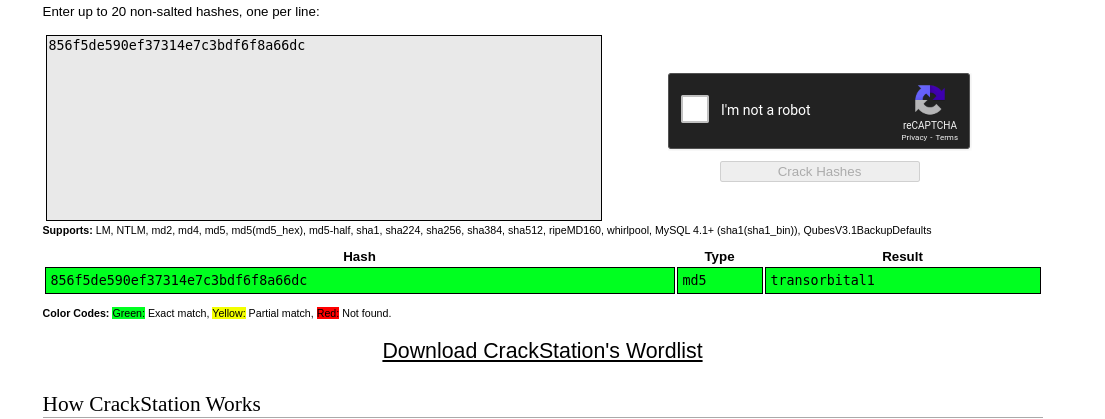 Enter up to 20 non-salted hashes, one per line:
856f5de590ef37314e7c3bdf6f8a66dc
I'm not a robot
reCAPTCHA
Privacy - Terms
Crack Hashes
Supports: LM, NTLM, md2, md4, md5, md5(md5_hex), md5-half, sha1, sha224, sha256, sha384, sha512, ripeMD160, whirlpool, MySQL 4.1+ (sha1(sha1_bin)), QubesV3.1BackupDefaults
Hash Type Result
856f5de590ef37314e7c3bdf6f8a66dc md5 transorbital1
Color Codes: Green: Exact match, Yellow: Partial match, Red: Not found.
Download CrackStation's Wordlist
How CrackStation Works